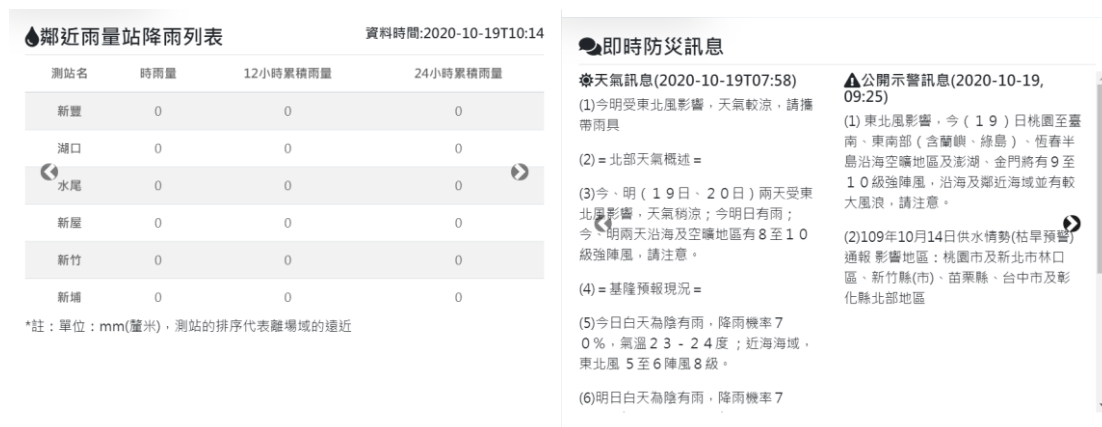 鄰近雨量站降雨列表
資料時間:2020-10-19T10:14
測站名 時雨量 12小時累積雨量 24小時累積雨量
新豐 0 0 0
湖口 0 0 0
水尾 0 0 0
新屋 0 0 0
新竹 0 0 0
新埔 0 0 0
*註：單位：mm(釐米)，測站的排序代表離場域的遠近
即時防災訊息
天氣訊息(2020-10-19T07:58)
(1)今明受東北風影響，天氣較涼，請攜
帶雨具
(2)=北部天氣概述=
(3)今、明(１９日、２０日)兩天受東
北風影響，天氣稍涼；今明日有雨；
今、明兩天沿海及空曠地區有８至１０
級強陣風，請注意。
(4)=基隆預報現況=
(5)今日白天為陰有雨，降雨機率７
０%，氣溫２３-２４度；近海海域，
東北風 ５至６陣風８級。
(6)明日白天為陰有雨，降雨機率７
公開示警訊息(2020-10-19,
09:25)
(1) 東北風影響，今(１９)日桃園至臺
南、東南部(含蘭嶼、綠島)、恆春半
島沿海空曠地區及澎湖、金門將有９至
１０級強陣風，沿海及鄰近海域並有較
大風浪，請注意。
(2)109年10月14日供水情勢(枯旱預警)
通報 影響地區：桃園市及新北市林口
區、新竹縣(市)、苗栗縣、台中市及彰
化縣北部地區